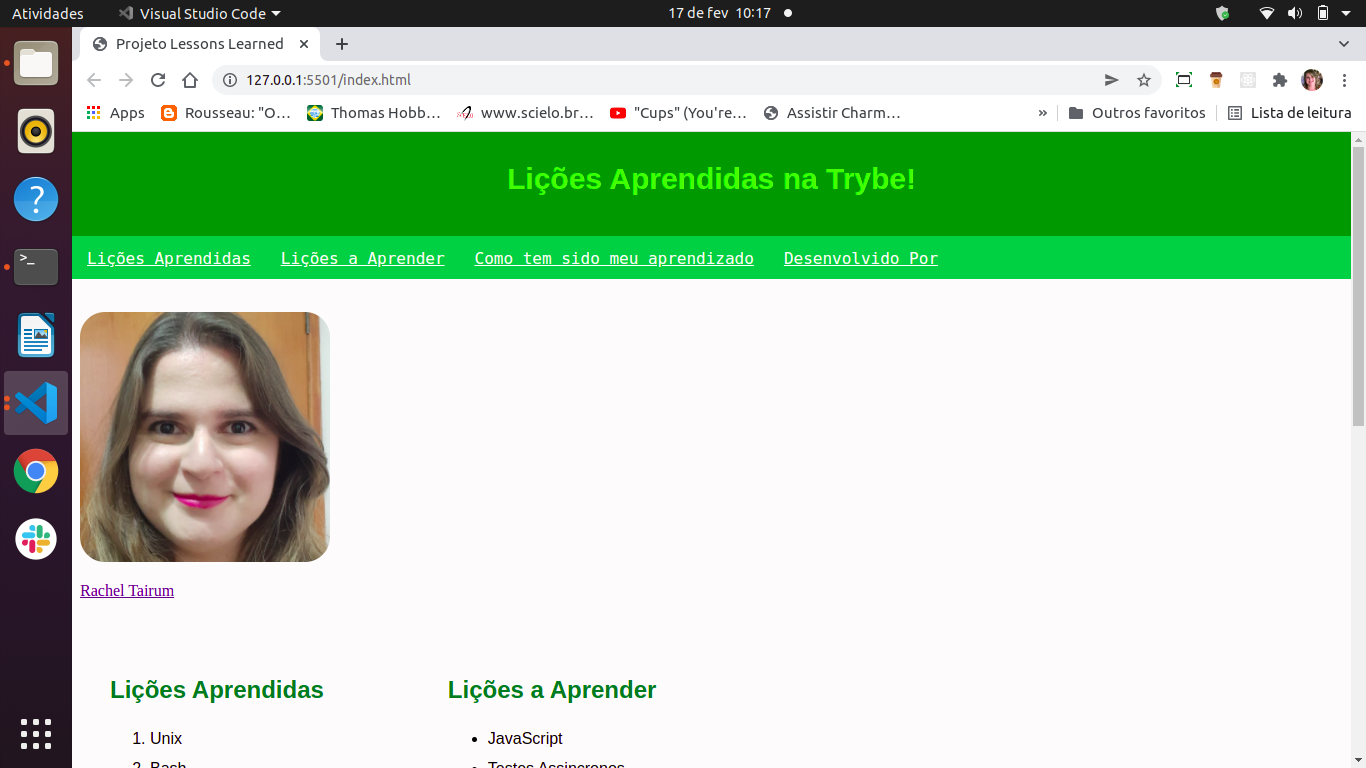 Atividades Visual Studio Code 17 de fev 10:17
Projeto Lessons Learned
127.0.0.1:5501/index.html
Apps Rousseau: "O… Thomas Hobb… www.scielo.br… "Cups" (You're… Assistir Charm… » Outros favoritos Lista de leitura
Lições Aprendidas na Trybe!
Lições Aprendidas Lições a Aprender Como tem sido meu aprendizado Desenvolvido Por
Rachel Tairum
Lições Aprendidas
1. Unix
2. Bash
Lições a Aprender
• JavaScript
• Testes Assíncronos